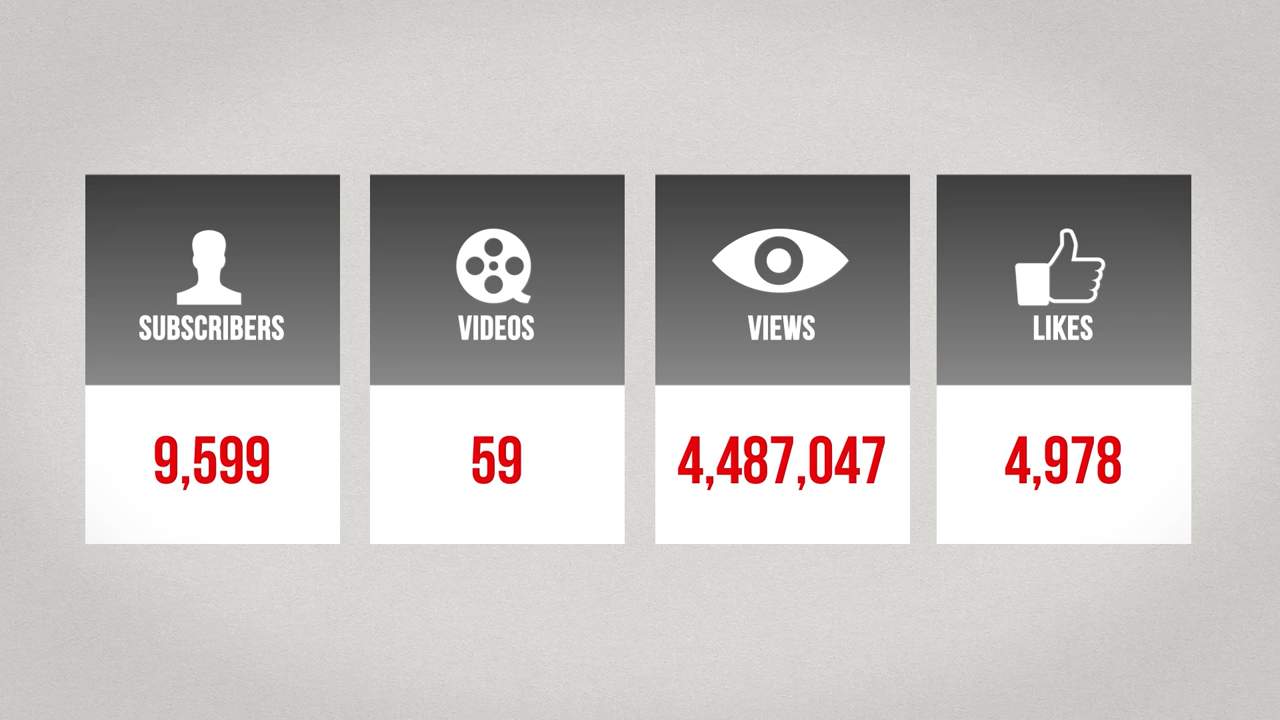 SUBSCRIBERS
9,599
VIDEOS
59
VIEWS
4,487,047
LIKES
4,978